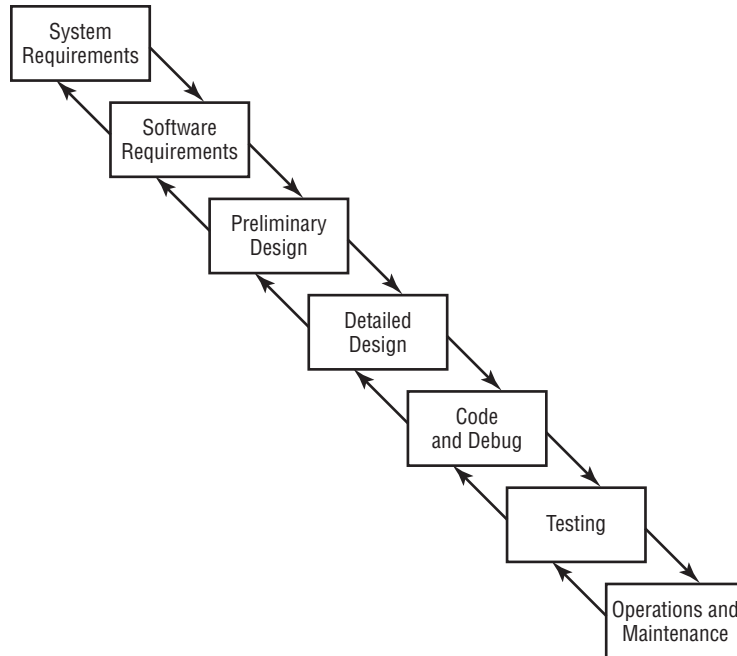 System
Requirements
Software
Requirements
Preliminary
Design
Detailed
Design
Code
and Debug
Testing
Operations and
Maintenance